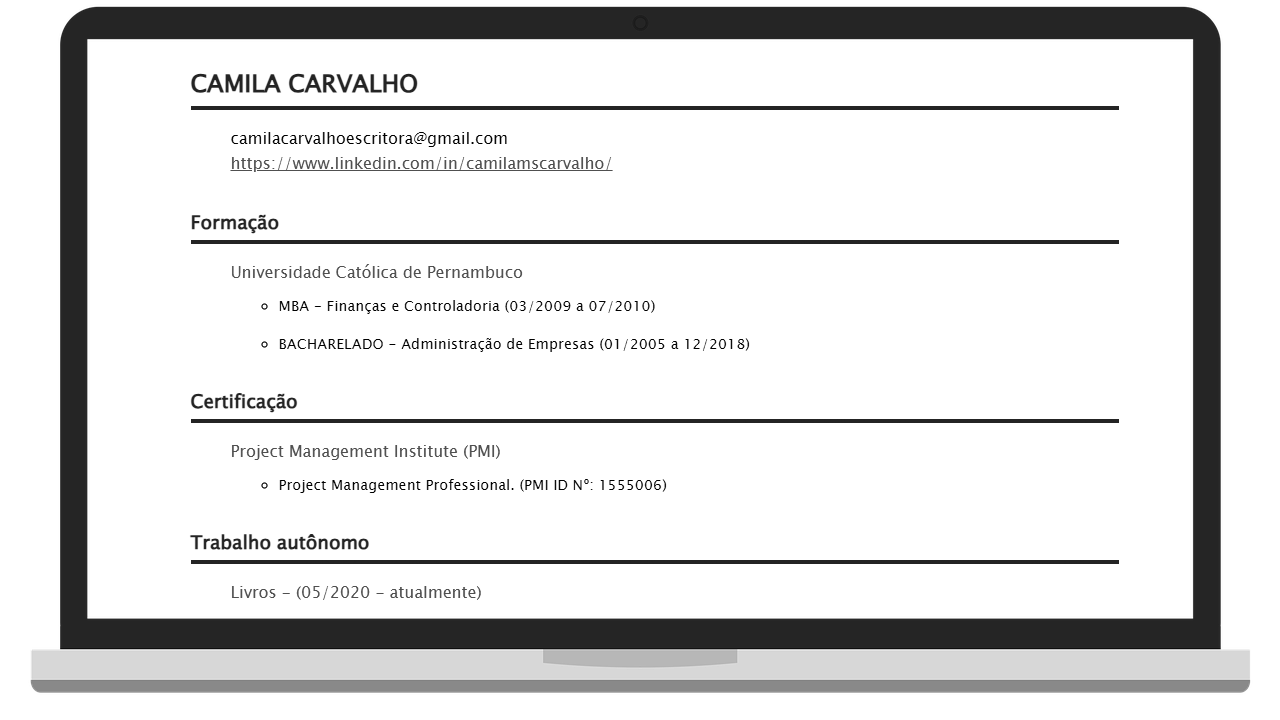 CAMILA CARVALHO
camilacarvalhoescritora@gmail.com
https://www.linkedin.com/in/camilamscarvalho/
Formação
Universidade Católica de Pernambuco
MBA – Finanças e Controladoria (03/2009 a 07/2010)
BACHARELADO – Administração de Empresas (01/2005 a 12/2018)
Certificação
Project Management Institute (PMI)
Project Management Professional. (PMI ID Nº: 1555006)
Trabalho autônomo
Livros – (05/2020 – atualmente)